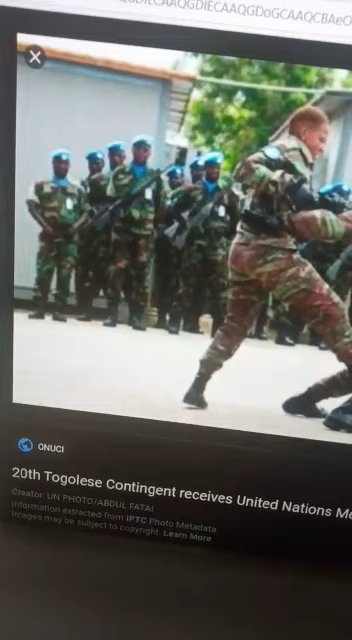 ONUCI
20th Togolese Contingent receives United Nations Me
Creator: UN PHOTO/ABDUL FATAI
Information extracted from IPTC Photo Metadata
Images may be subject to copyright. Learn More